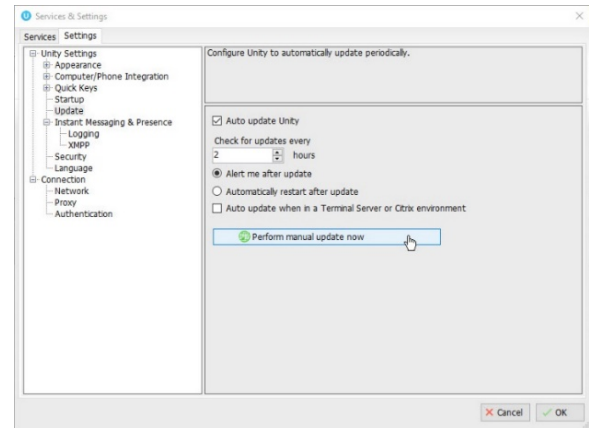 Services & Settings
Services Settings
Unity Settings
Appearance
Computer/Phone Integration
Quick Keys
Startup
Update
Instant Messaging & Presence
Logging
XMPP
Security
Language
Connection
Network
Proxy
Authentication
Configure Unity to automatically update periodically.
Auto update Unity
Check for updates every
2 hours
Alert me after update
Automatically restart after update
Auto update when in a Terminal Server or Citrix environment
Perform manual update now
Cancel OK